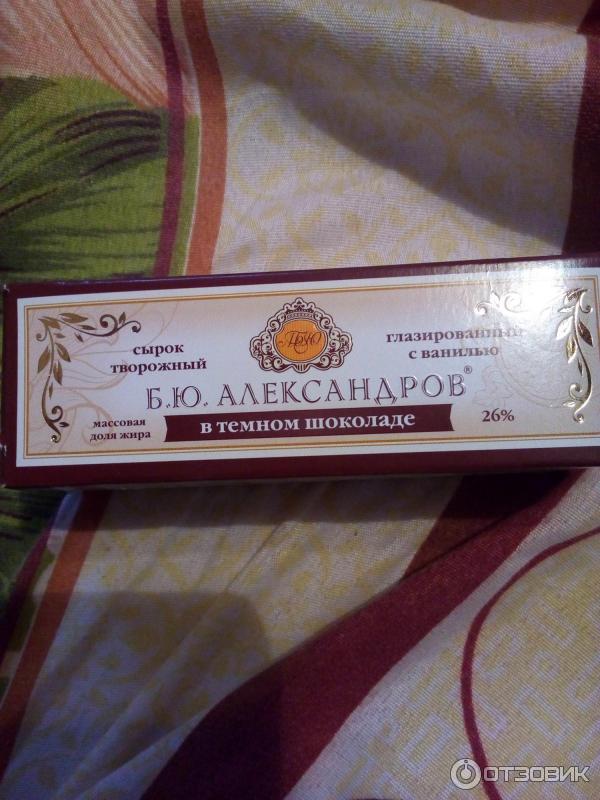 сырок
творожный
глазированный
с ванилью
Б.Ю. АЛЕКСАНДРОВ®
массовая
доля жира
в темном шоколаде
26%
ОТЗОВИК